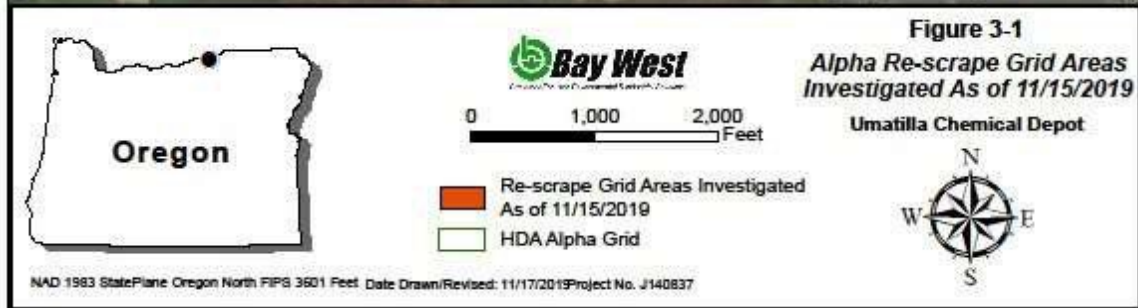 Oregon
Bay West
0 1,000 2,000
Feet
Re-scrape Grid Areas Investigated
As of 11/15/2019
HDA Alpha Grid
Figure 3-1
Alpha Re-scrape Grid Areas
Investigated As of 11/15/2019
Umatilla Chemical Depot
N
W E
S
NAD 1983 StatePlane Oregon North FIPS 3601 Feet Date Drawn/Revised: 11/17/2019Project No. J140837